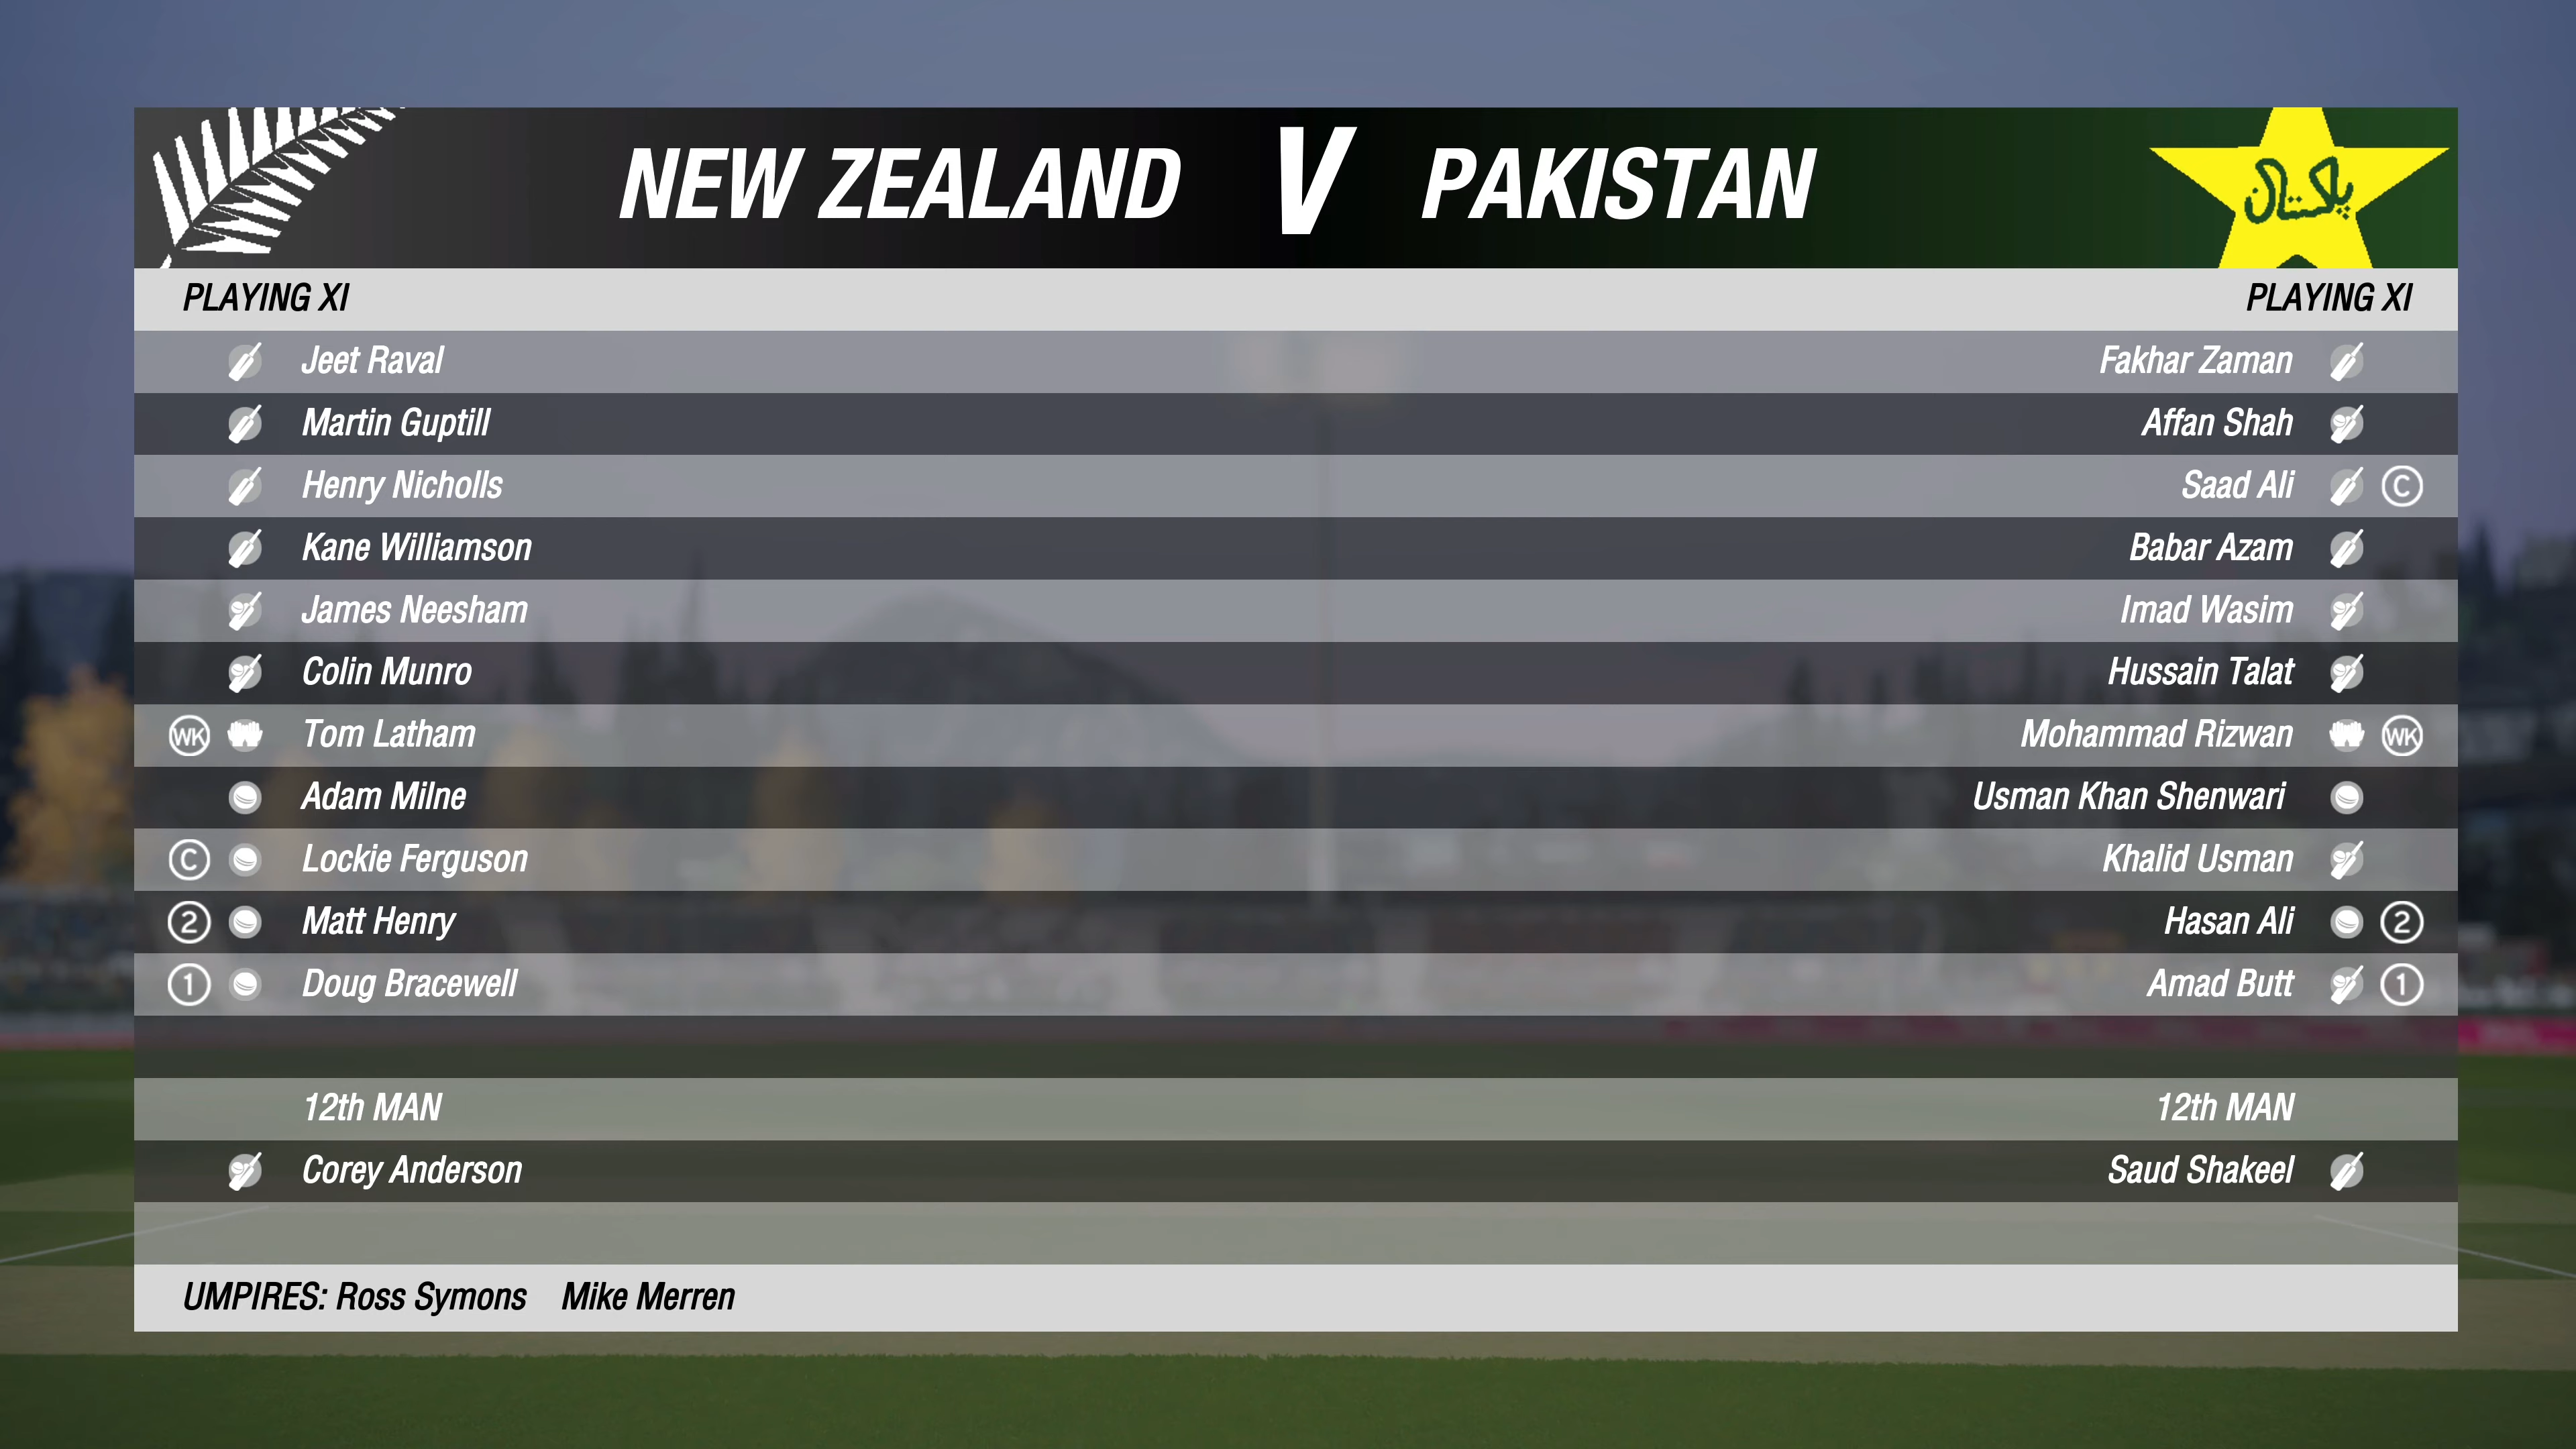 NEW ZEALAND V PAKISTAN
پاکستان
PLAYING XI PLAYING XI
Jeet Raval Fakhar Zaman
Martin Guptill Affan Shah
Henry Nicholls Saad Ali C
Kane Williamson Babar Azam
James Neesham Imad Wasim
Colin Munro Hussain Talat
WK Tom Latham Mohammad Rizwan WK
Adam Milne Usman Khan Shenwari
C Lockie Ferguson Khalid Usman
2 Matt Henry Hasan Ali 2
1 Doug Bracewell Amad Butt 1
12th MAN 12th MAN
Corey Anderson Saud Shakeel
UMPIRES: Ross Symons Mike Merren